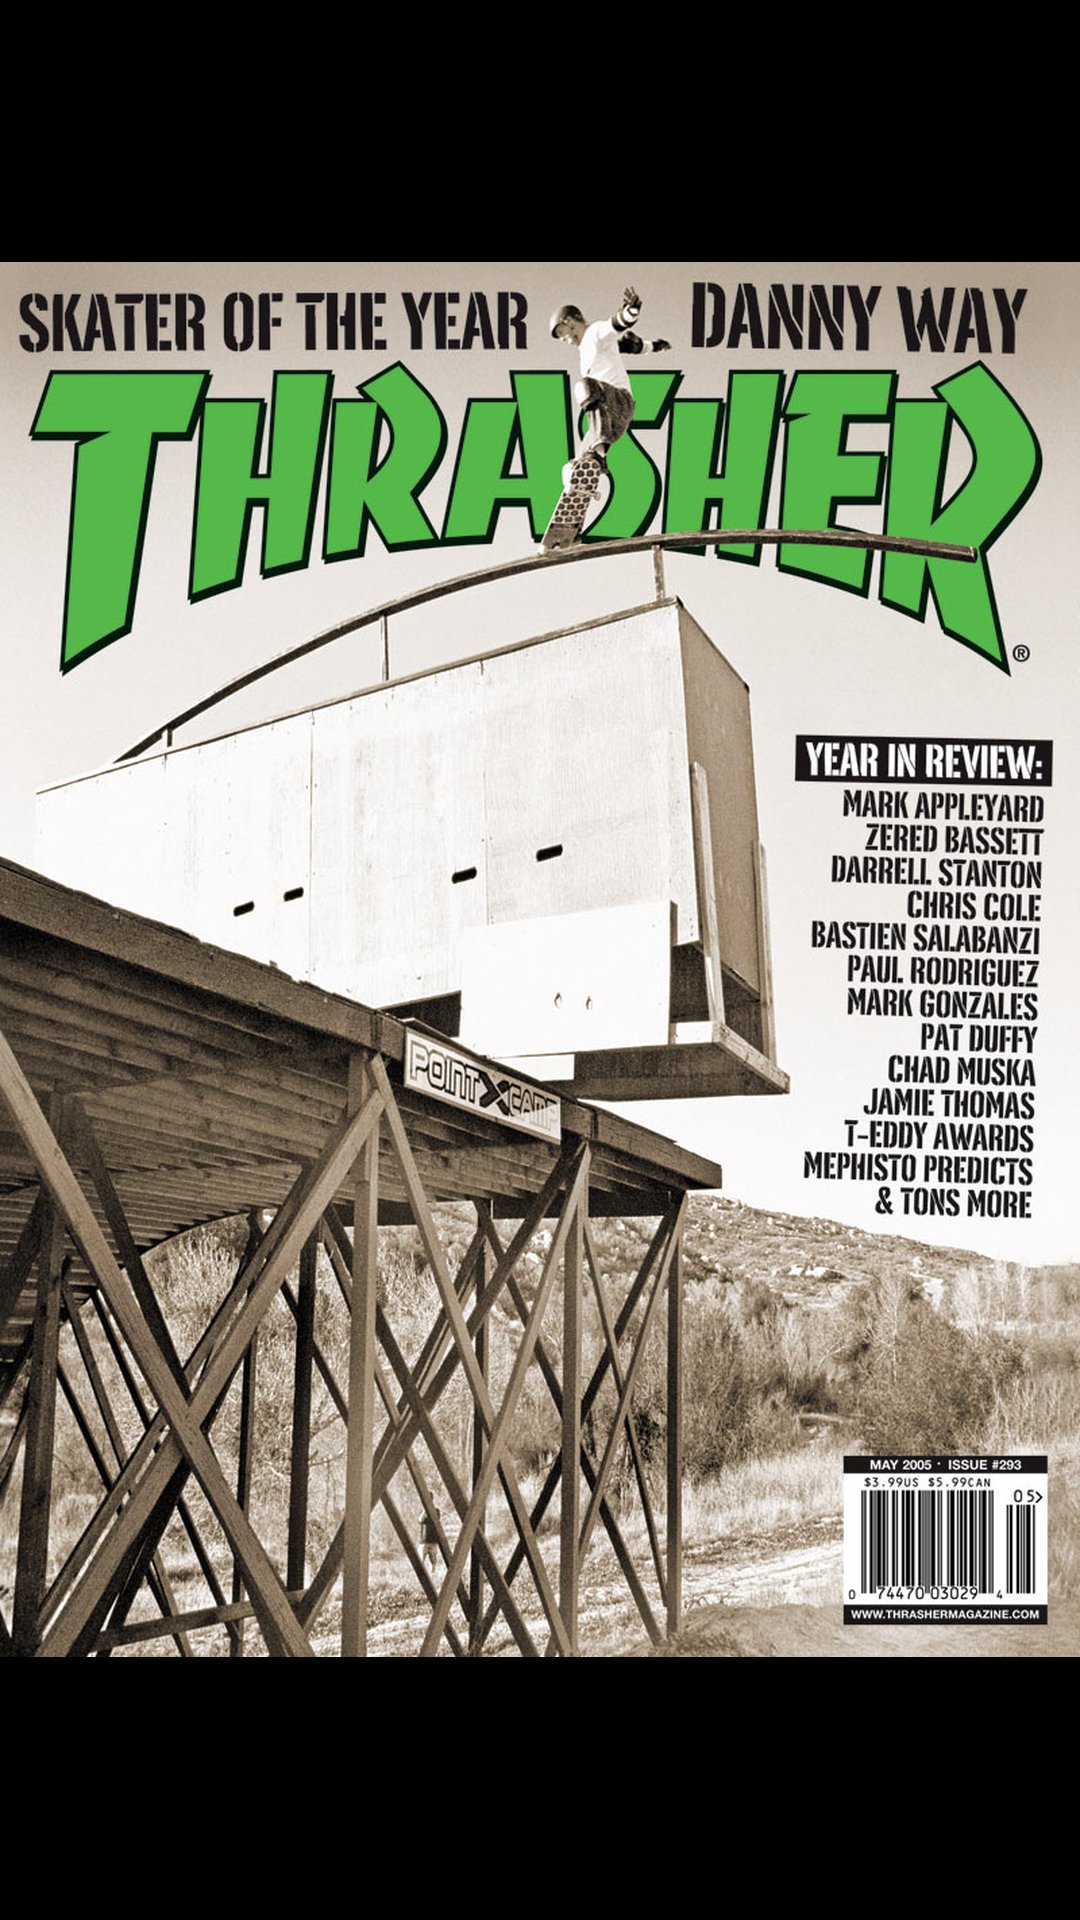 SKATER OF THE YEAR DANNY WAY
THRASHER
®
YEAR IN REVIEW:
MARK APPLEYARD
ZERED BASSETT
DARRELL STANTON
CHRIS COLE
BASTIEN SALABANZI
PAUL RODRIGUEZ
MARK GONZALES
PAT DUFFY
CHAD MUSKA
JAMIE THOMAS
T-EDDY AWARDS
MEPHISTO PREDICTS
& TONS MORE
POINT X CAMP
MAY 2005 · ISSUE #293
$3.99US $5.99CAN
05>
0 74470 03029 4
WWW.THRASHERMAGAZINE.COM